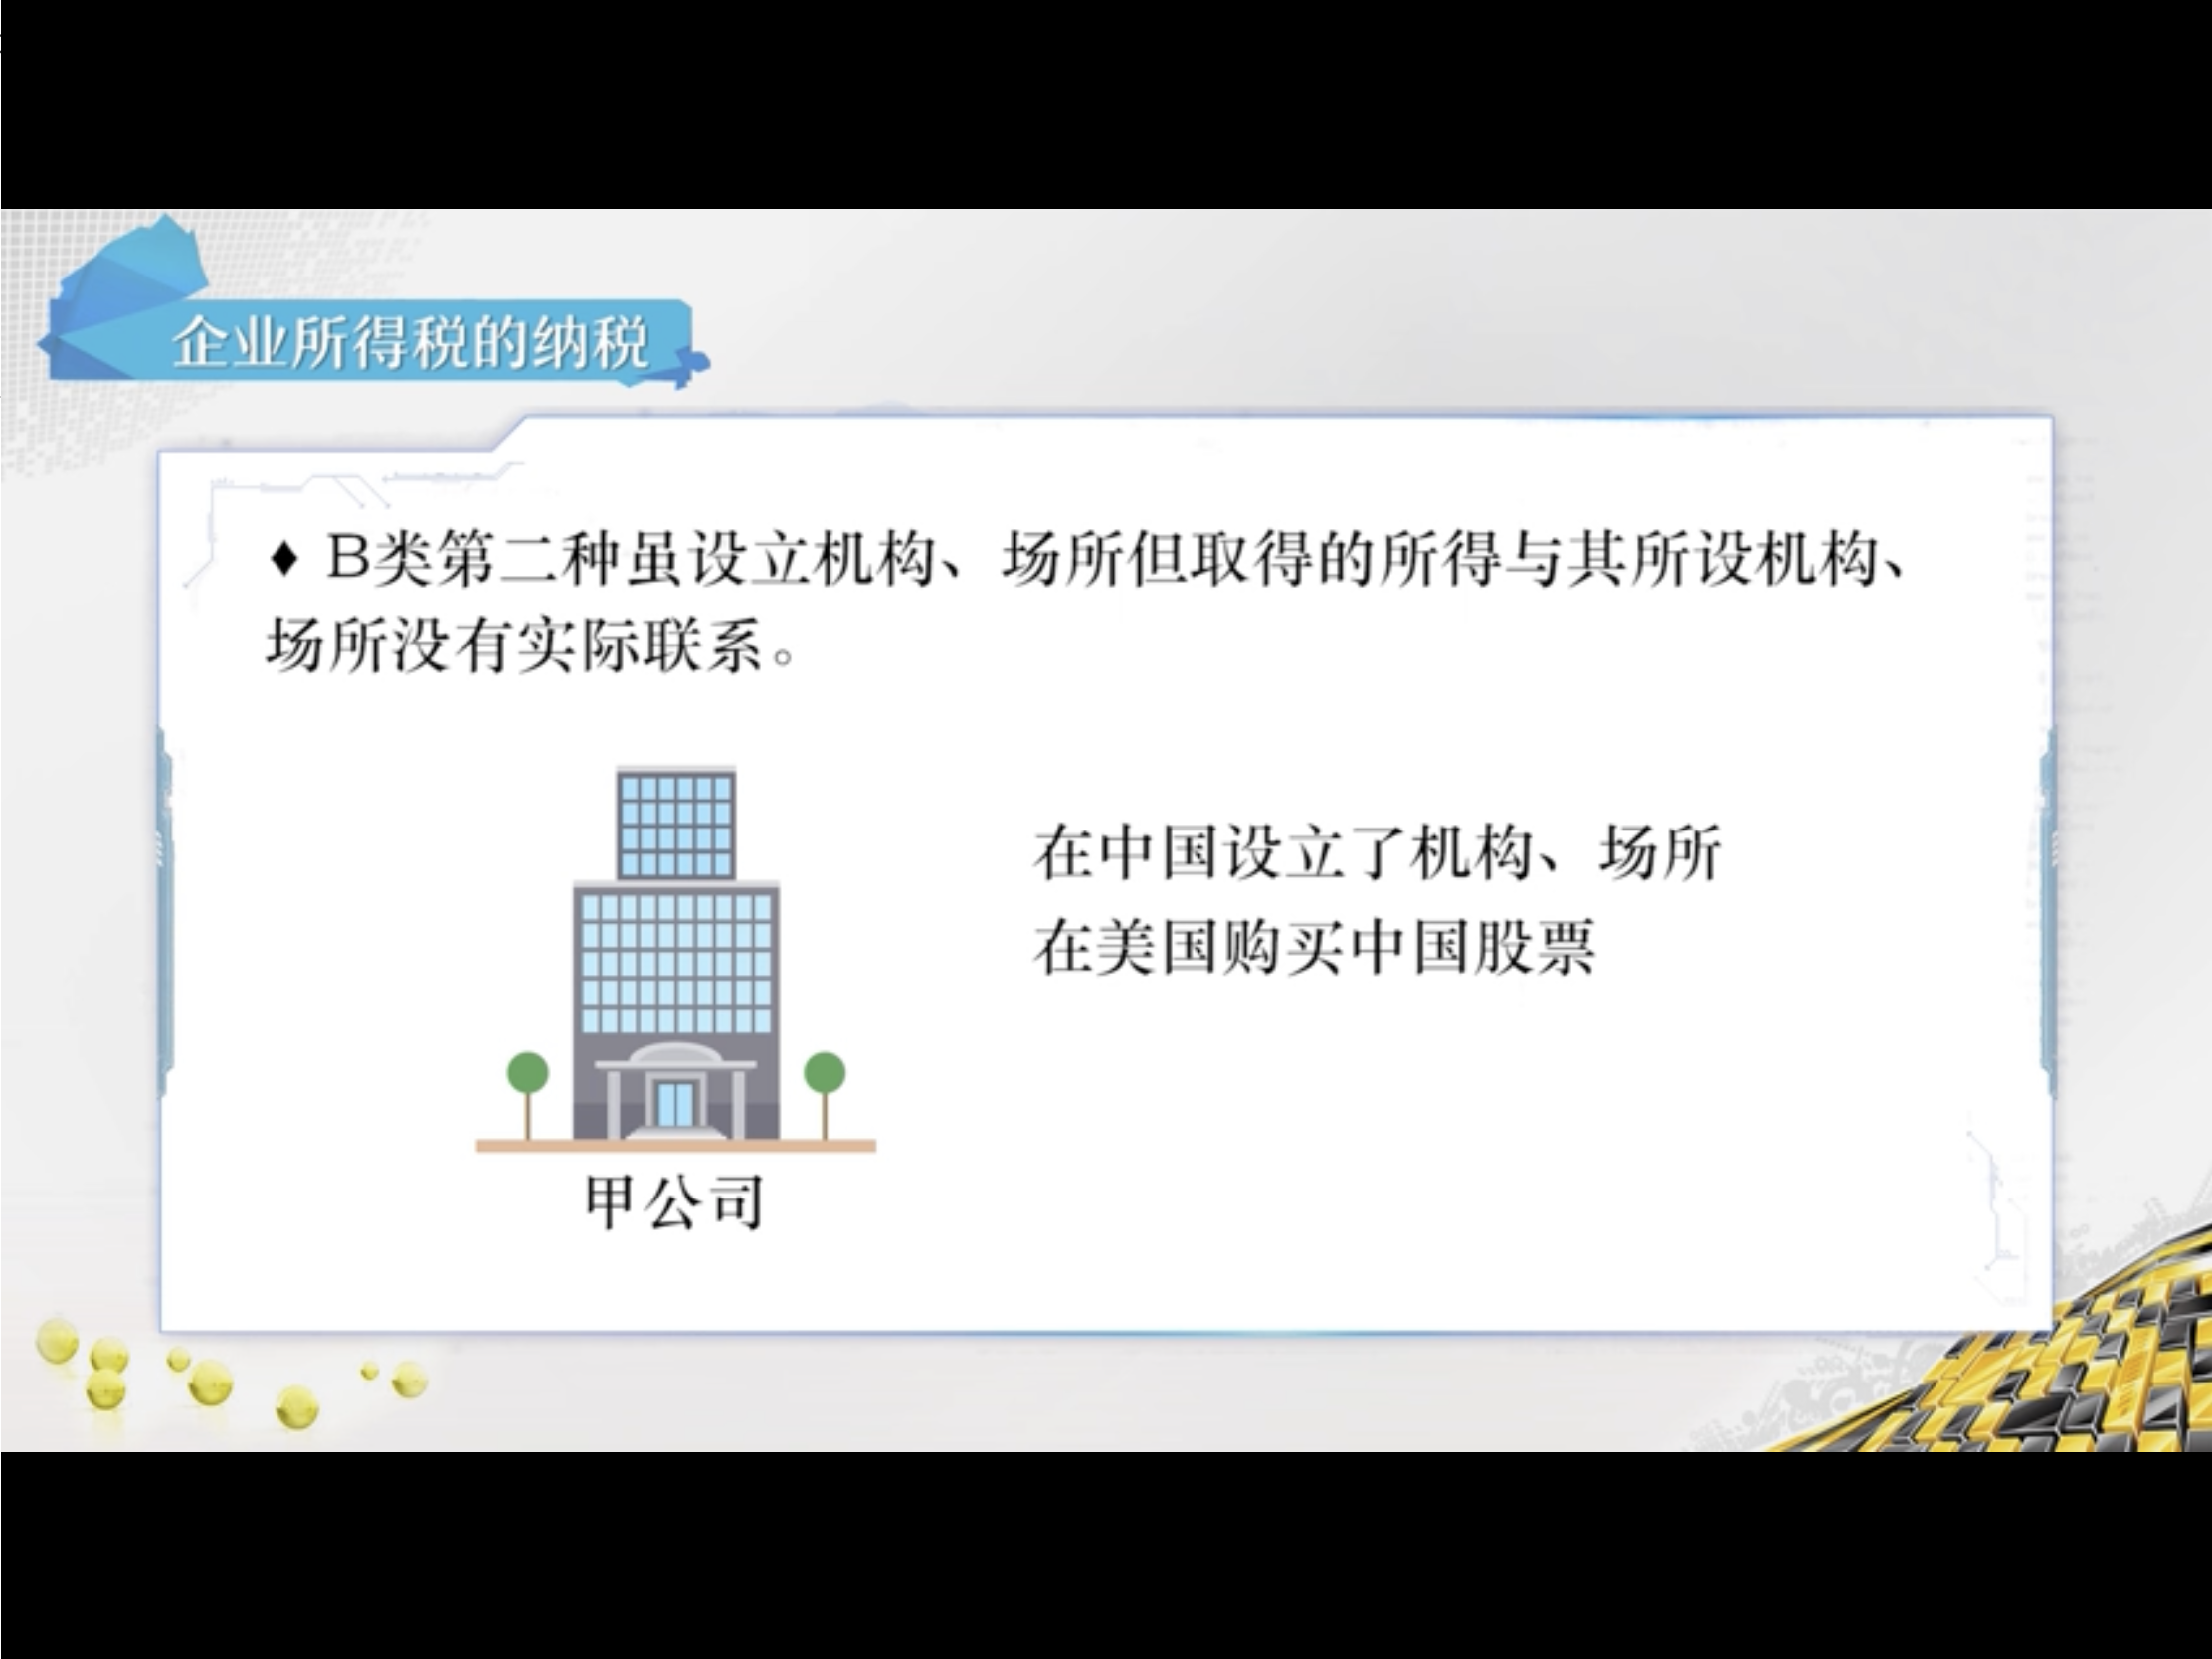 企业所得税的纳税
♦ B类第二种虽设立机构、场所但取得的所得与其所设机构、
场所没有实际联系。
在中国设立了机构、场所
在美国购买中国股票
甲公司